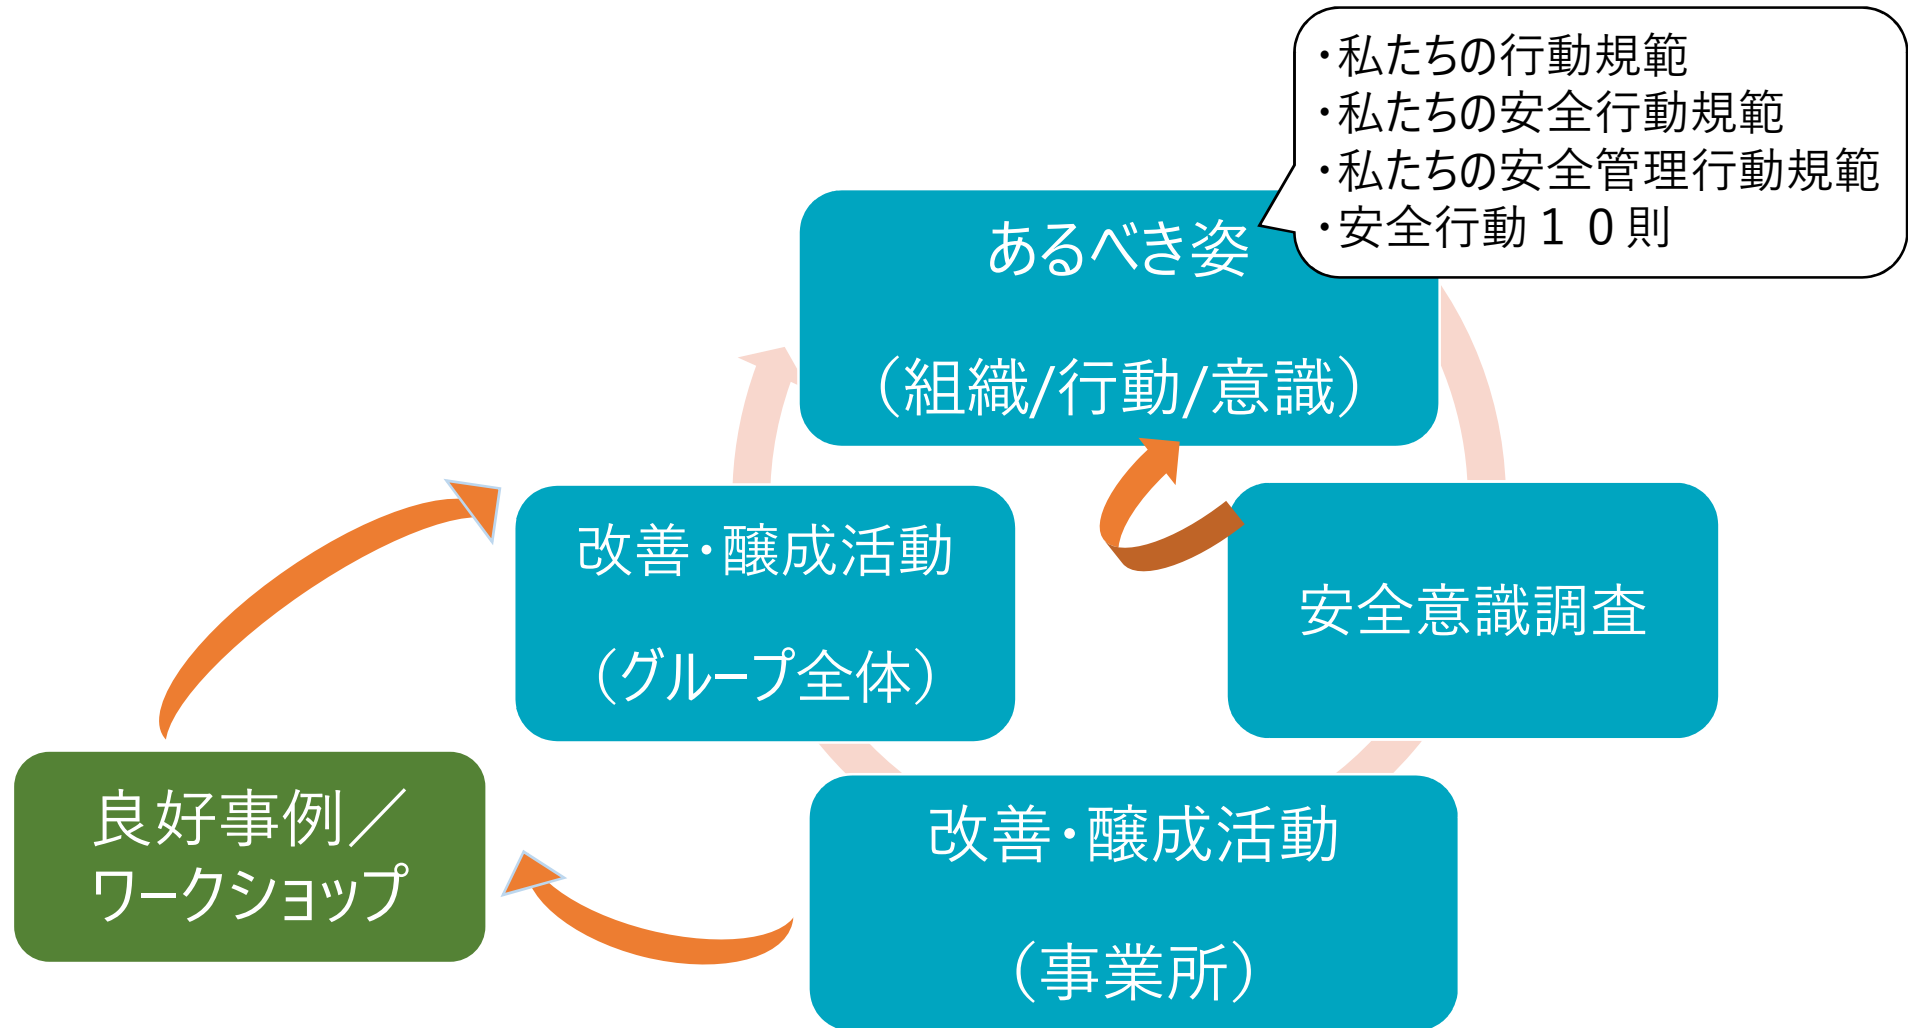 ・私たちの行動規範
・私たちの安全行動規範
・私たちの安全管理行動規範
・安全行動１０則
あるべき姿
（組織/行動/意識）
改善・醸成活動
（グループ全体）
安全意識調査
良好事例／
ワークショップ
改善・醸成活動
（事業所）